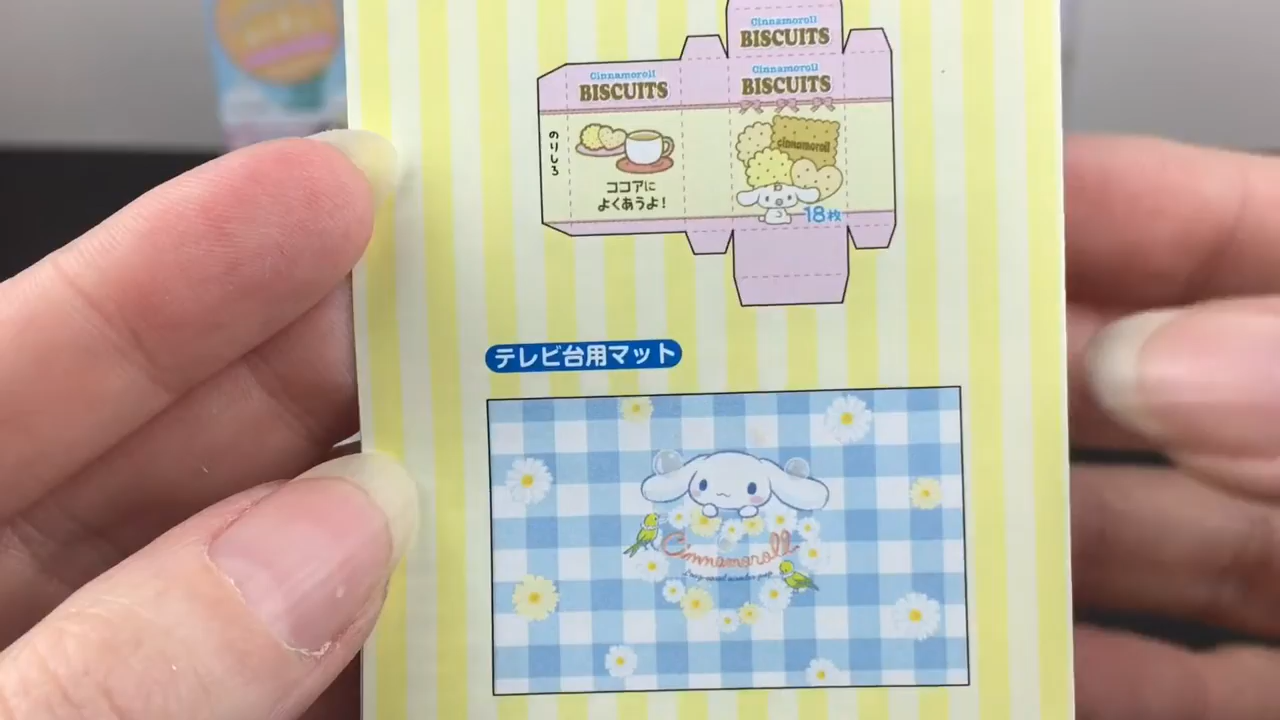 Cinnamoroll
BISCUITS
Cinnamoroll
BISCUITS
Cinnamoroll
BISCUITS
のりしろ
cinnamoroll
ココアに
よくあうよ!
18枚
テレビ台用マット
Cinnamoroll